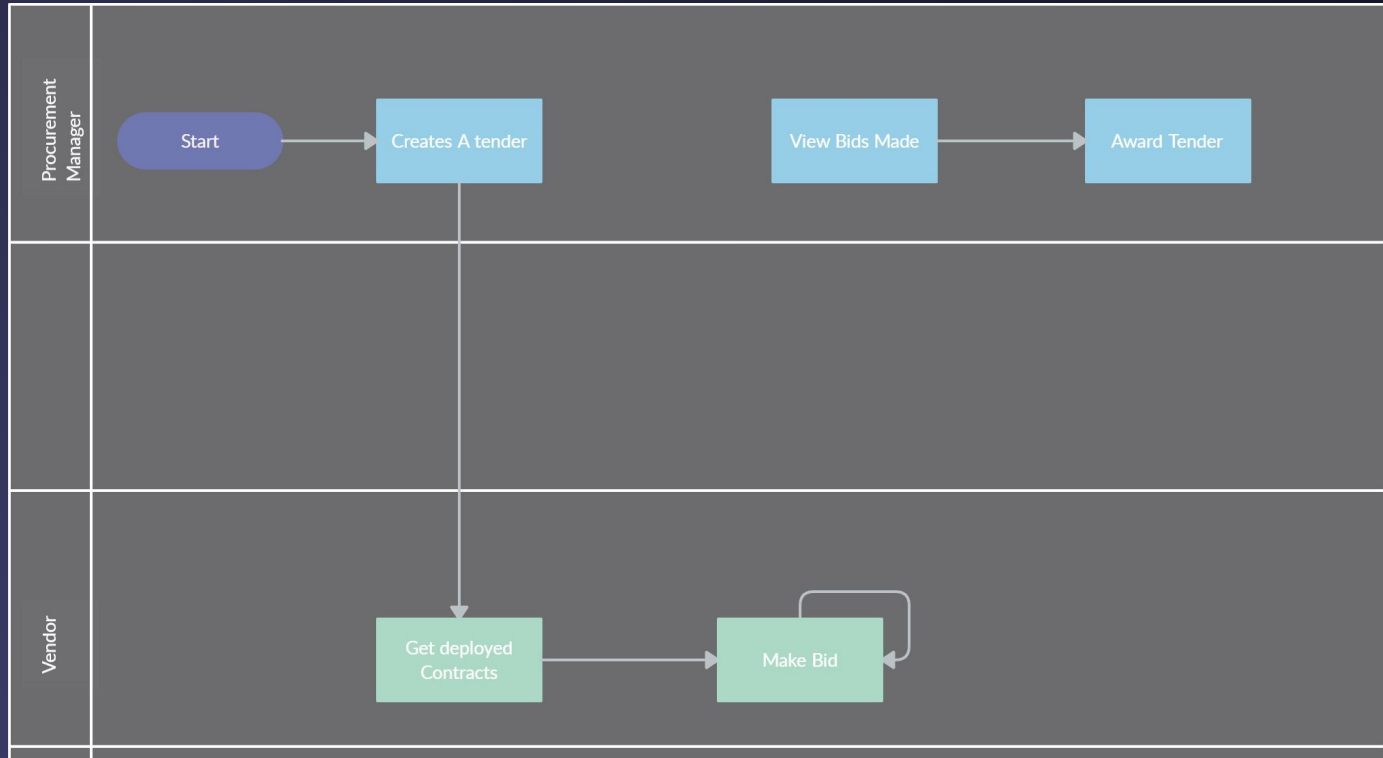 Procurement
Manager
Start
Creates A tender
View Bids Made
Award Tender
Vendor
Get deployed
Contracts
Make Bid